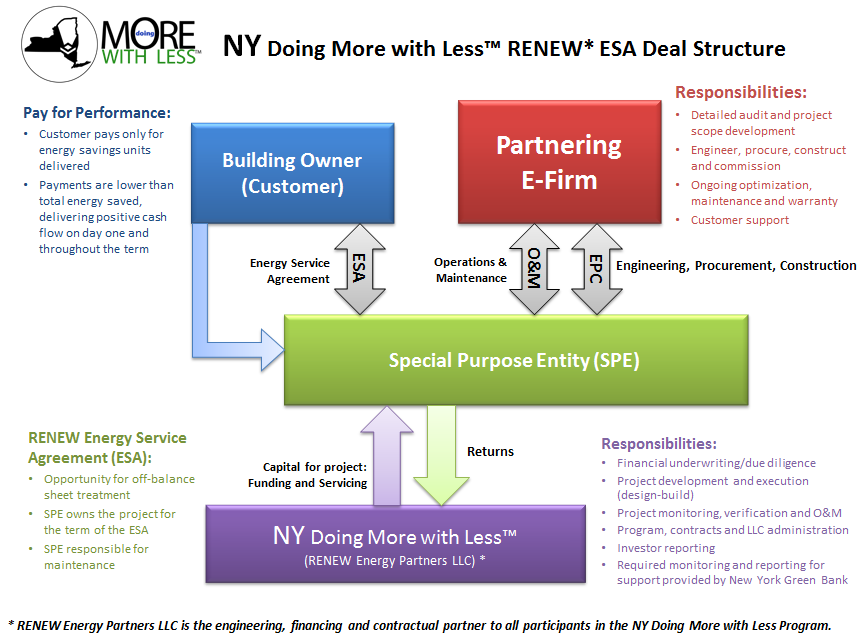 doing
MORE
WITH LESS™
NY Doing More with Less™ RENEW* ESA Deal Structure
Pay for Performance:
• Customer pays only for
energy savings units
delivered
• Payments are lower than
total energy saved,
delivering positive cash
flow on day one and
throughout the term
Building Owner
(Customer)
Partnering
E-Firm
Responsibilities:
• Detailed audit and project
scope development
• Engineer, procure, construct
and commission
• Ongoing optimization,
maintenance and warranty
• Customer support
Energy Service
Agreement
ESA
Operations &
Maintenance
O&M
EPC
Engineering, Procurement, Construction
Special Purpose Entity (SPE)
RENEW Energy Service
Agreement (ESA):
• Opportunity for off-balance
sheet treatment
• SPE owns the project for
the term of the ESA
• SPE responsible for
maintenance
Capital for project:
Funding and Servicing
Returns
NY Doing More with Less™
(RENEW Energy Partners LLC) *
Responsibilities:
• Financial underwriting/due diligence
• Project development and execution
(design-build)
• Project monitoring, verification and O&M
• Program, contracts and LLC administration
• Investor reporting
• Required monitoring and reporting for
support provided by New York Green Bank
* RENEW Energy Partners LLC is the engineering, financing and contractual partner to all participants in the NY Doing More with Less Program.